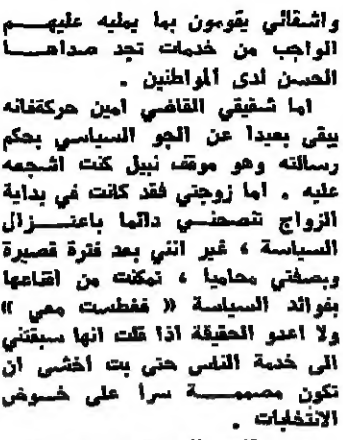 واشقائي يقومون بما يمليه عليهم
الواجب من خدمات تجد صداها
الحسن لدى المواطنين .
اما شقيقي القاضي امين حركةفانه
يبقى بعيدا عن الجو السياسي بحكم
رسالته وهو موقف نبيل كنت اشجعه
عليه . اما زوجتي فقد كانت في بداية
الزواج تنصحني دائما باعتزال
السياسة ، غير انني بعد فترة قصيرة
وبصفتي محاميا ، تمكنت من اقناعها
بفوائد السياسة « فغطست معي »
ولا اعدو الحقيقة اذا قلت انها سبقتني
الى خدمة الناس حتى بت أخشى ان
تكون مصممة سرا على خوض
الانتخابات .